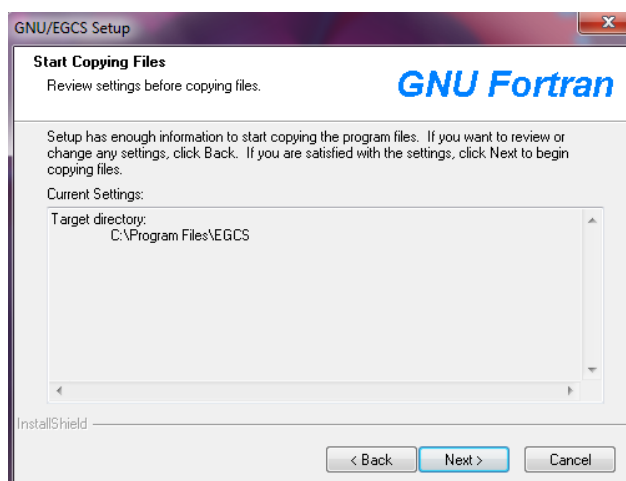 GNU/EGCS Setup
Start Copying Files
Review settings before copying files.
GNU Fortran
Setup has enough information to start copying the program files.  If you want to review or
change any settings, click Back.  If you are satisfied with the settings, click Next to begin
copying files.
Current Settings:
Target directory:
C:\Program Files\EGCS
InstallShield
< Back
Next >
Cancel